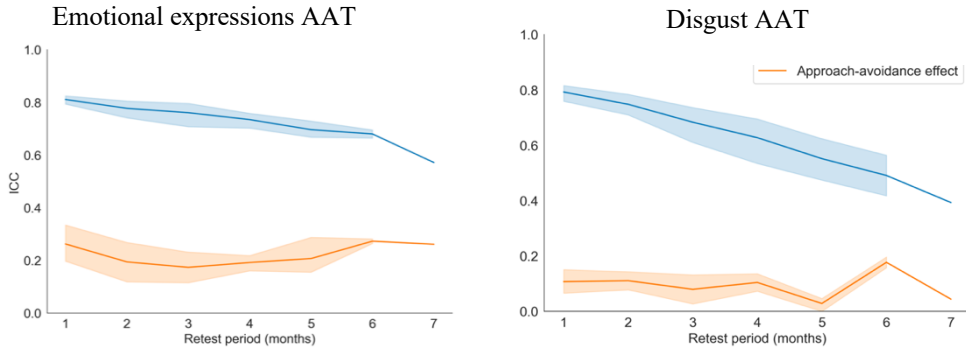 Emotional expressions AAT
1.0
0.8
0.6
0.4
0.2
0.0
ICC
1 2 3 4 5 6 7
Retest period (months)
Disgust AAT
1.0
0.8
0.6
0.4
0.2
0.0
Approach-avoidance effect
1 2 3 4 5 6 7
Retest period (months)